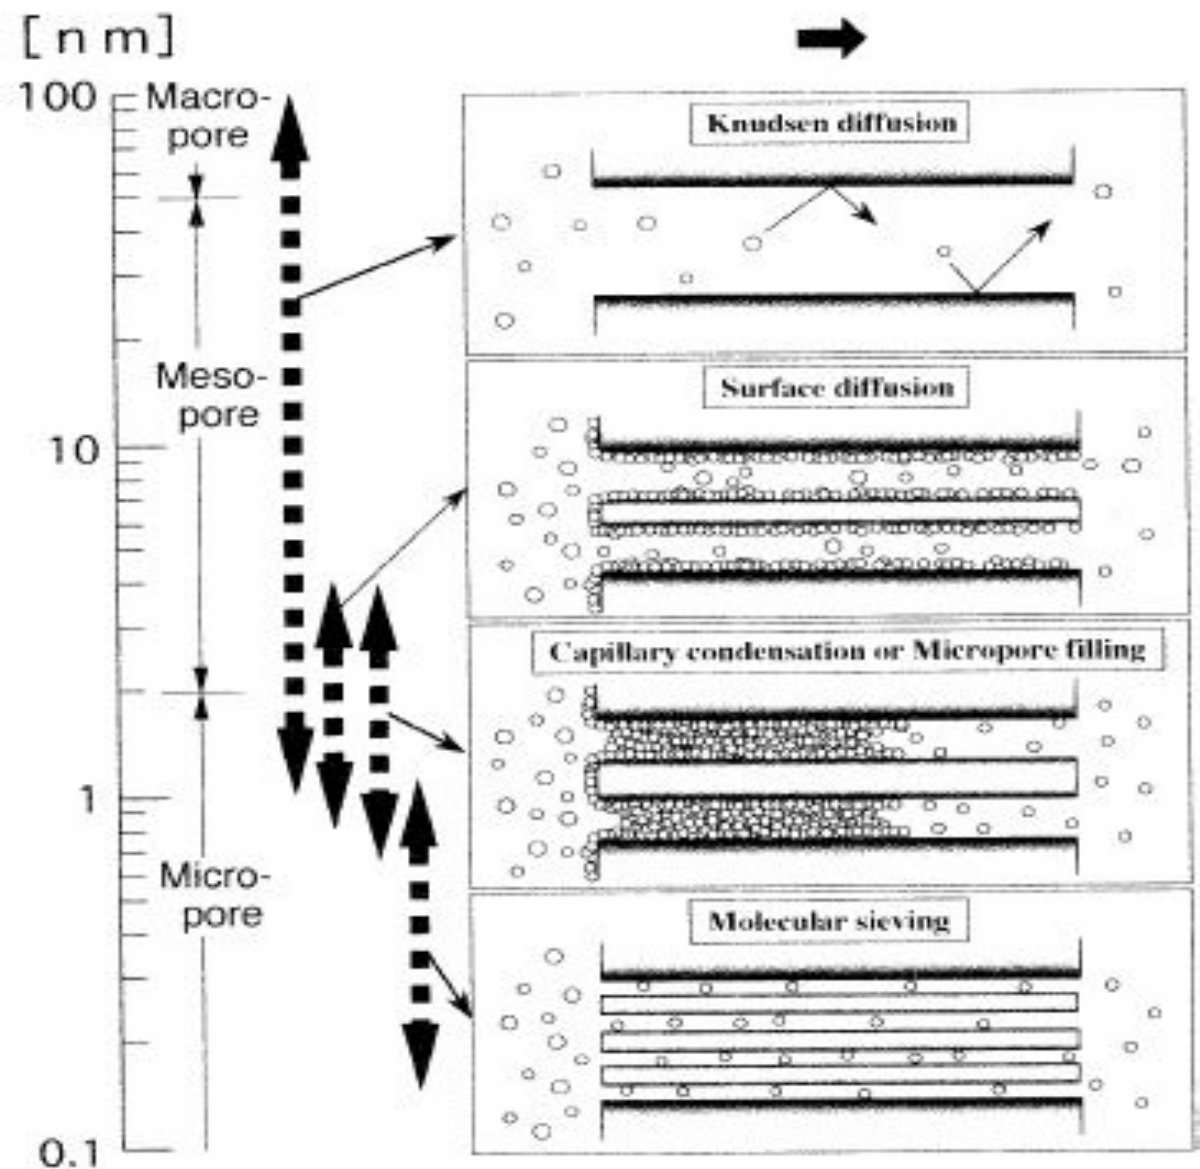 [nm]
100
Macro-
pore
Knudsen diffusion
Meso-
pore
Surface diffusion
10
Capillary condensation or Micropore filling
1
Micro-
pore
Molecular sieving
0.1